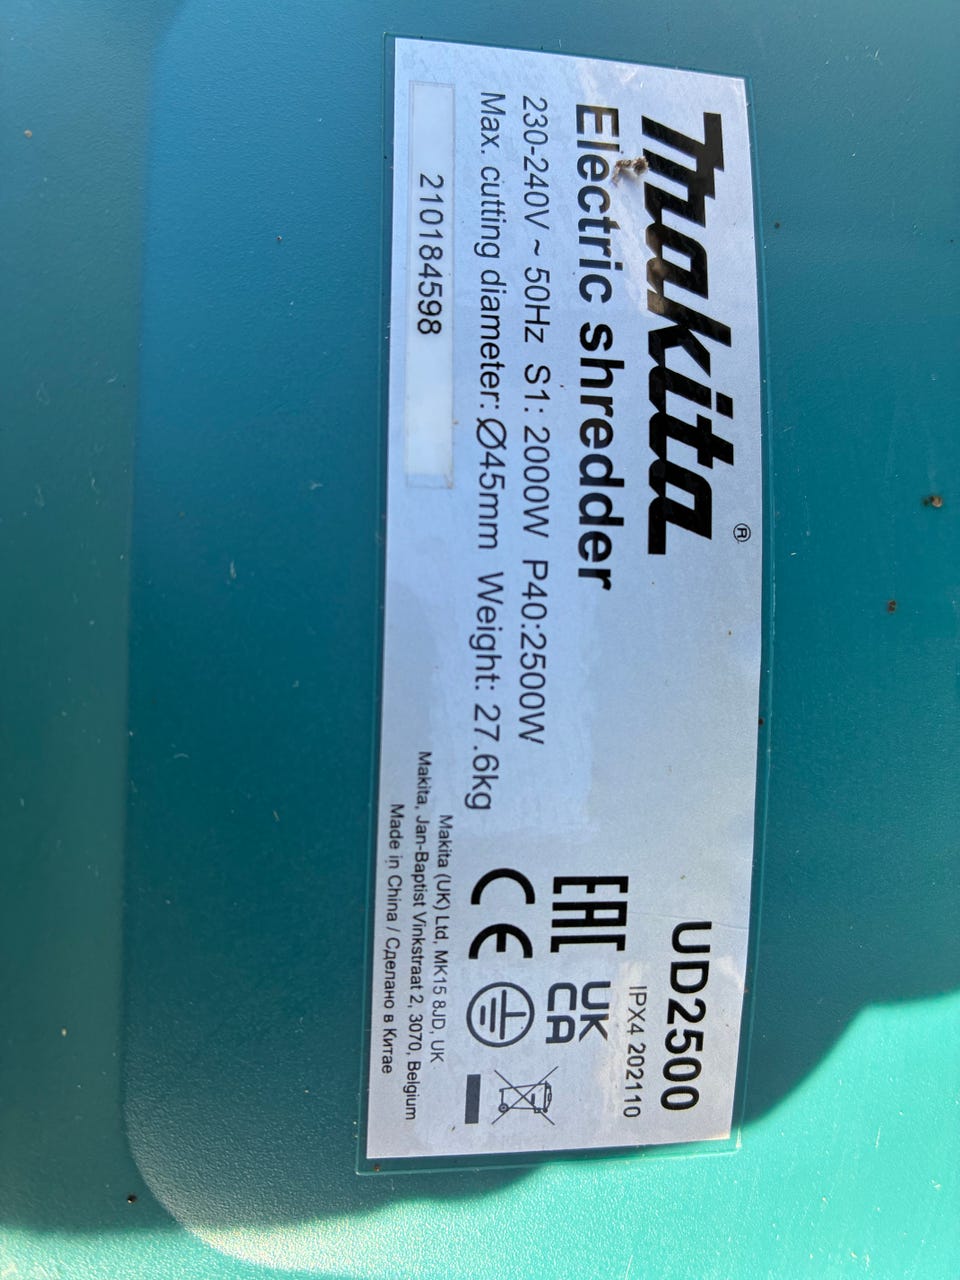 Makita®
UD2500
Electric shredder
IPX4 202110
230-240V ~ 50Hz S1: 2000W P40:2500W
Max. cutting diameter: Ø45mm Weight: 27.6kg
EAC
UK
CA
CE
210184598
Makita (UK) Ltd, MK15 8JD, UK
Makita, Jan-Baptist Vinkstraat 2, 3070, Belgium
Made in China / Сделано в Китае